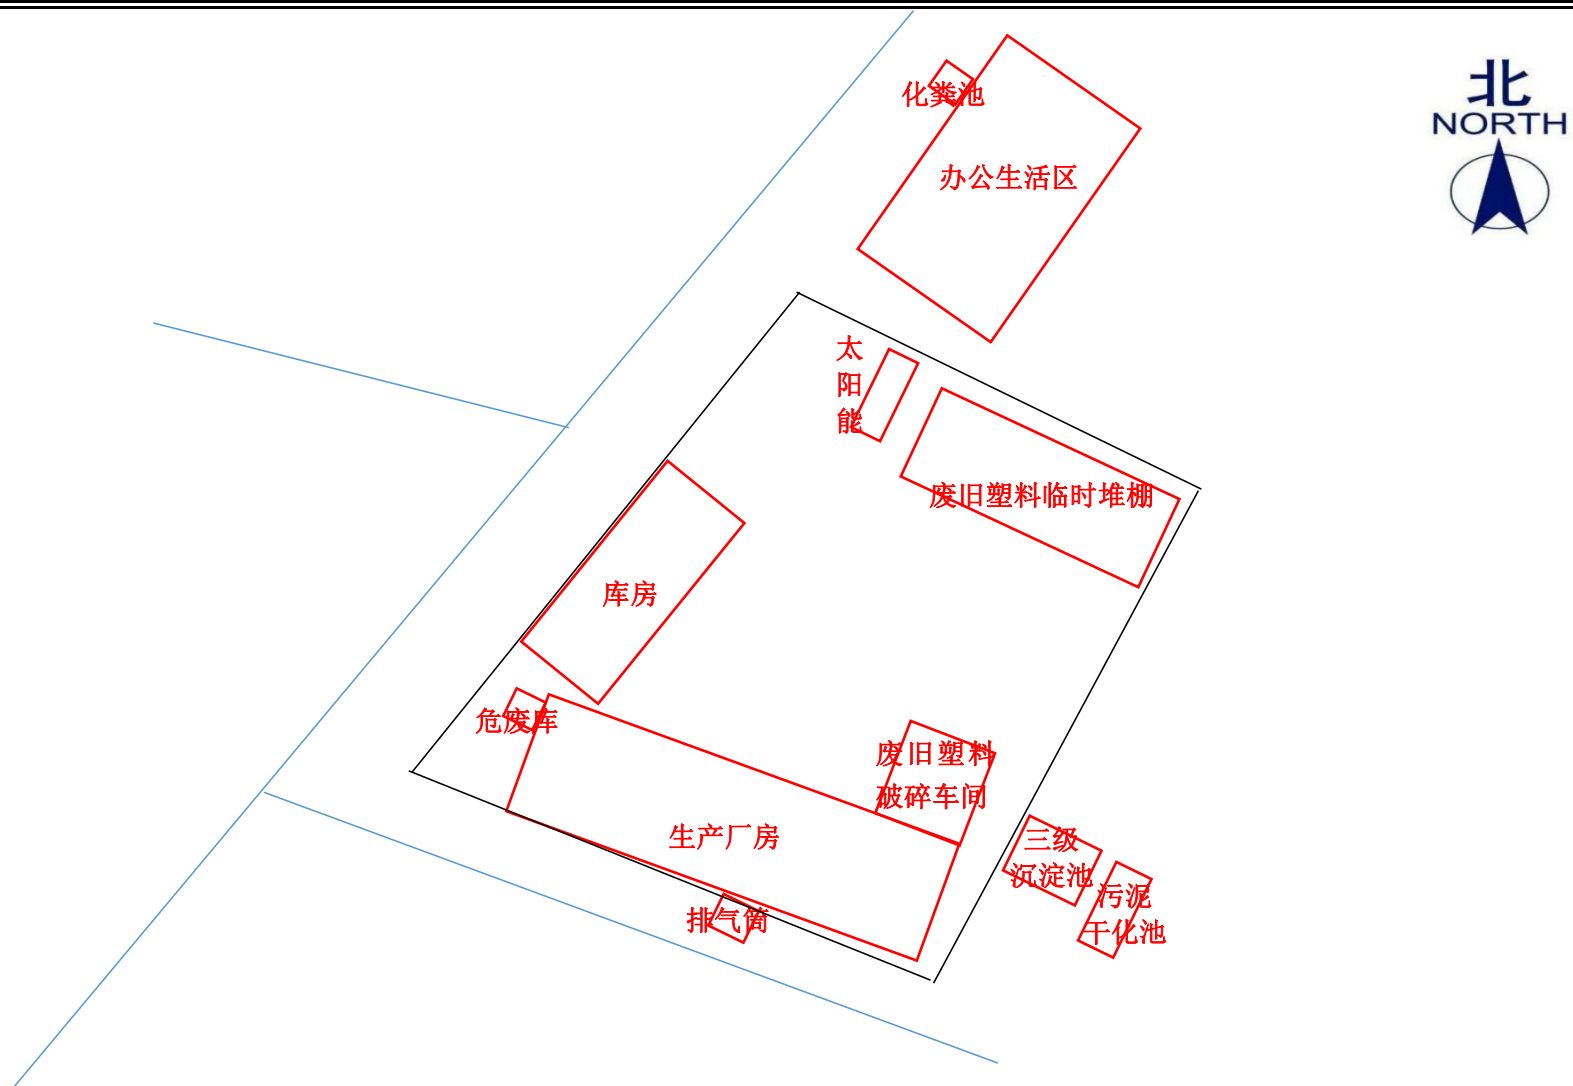 北
NORTH
化粪池
办公生活区
太
阳
能
废旧塑料临时堆棚
库房
危废库
废旧塑料
破碎车间
生产厂房
三级
沉淀池
污泥
干化池
排气筒